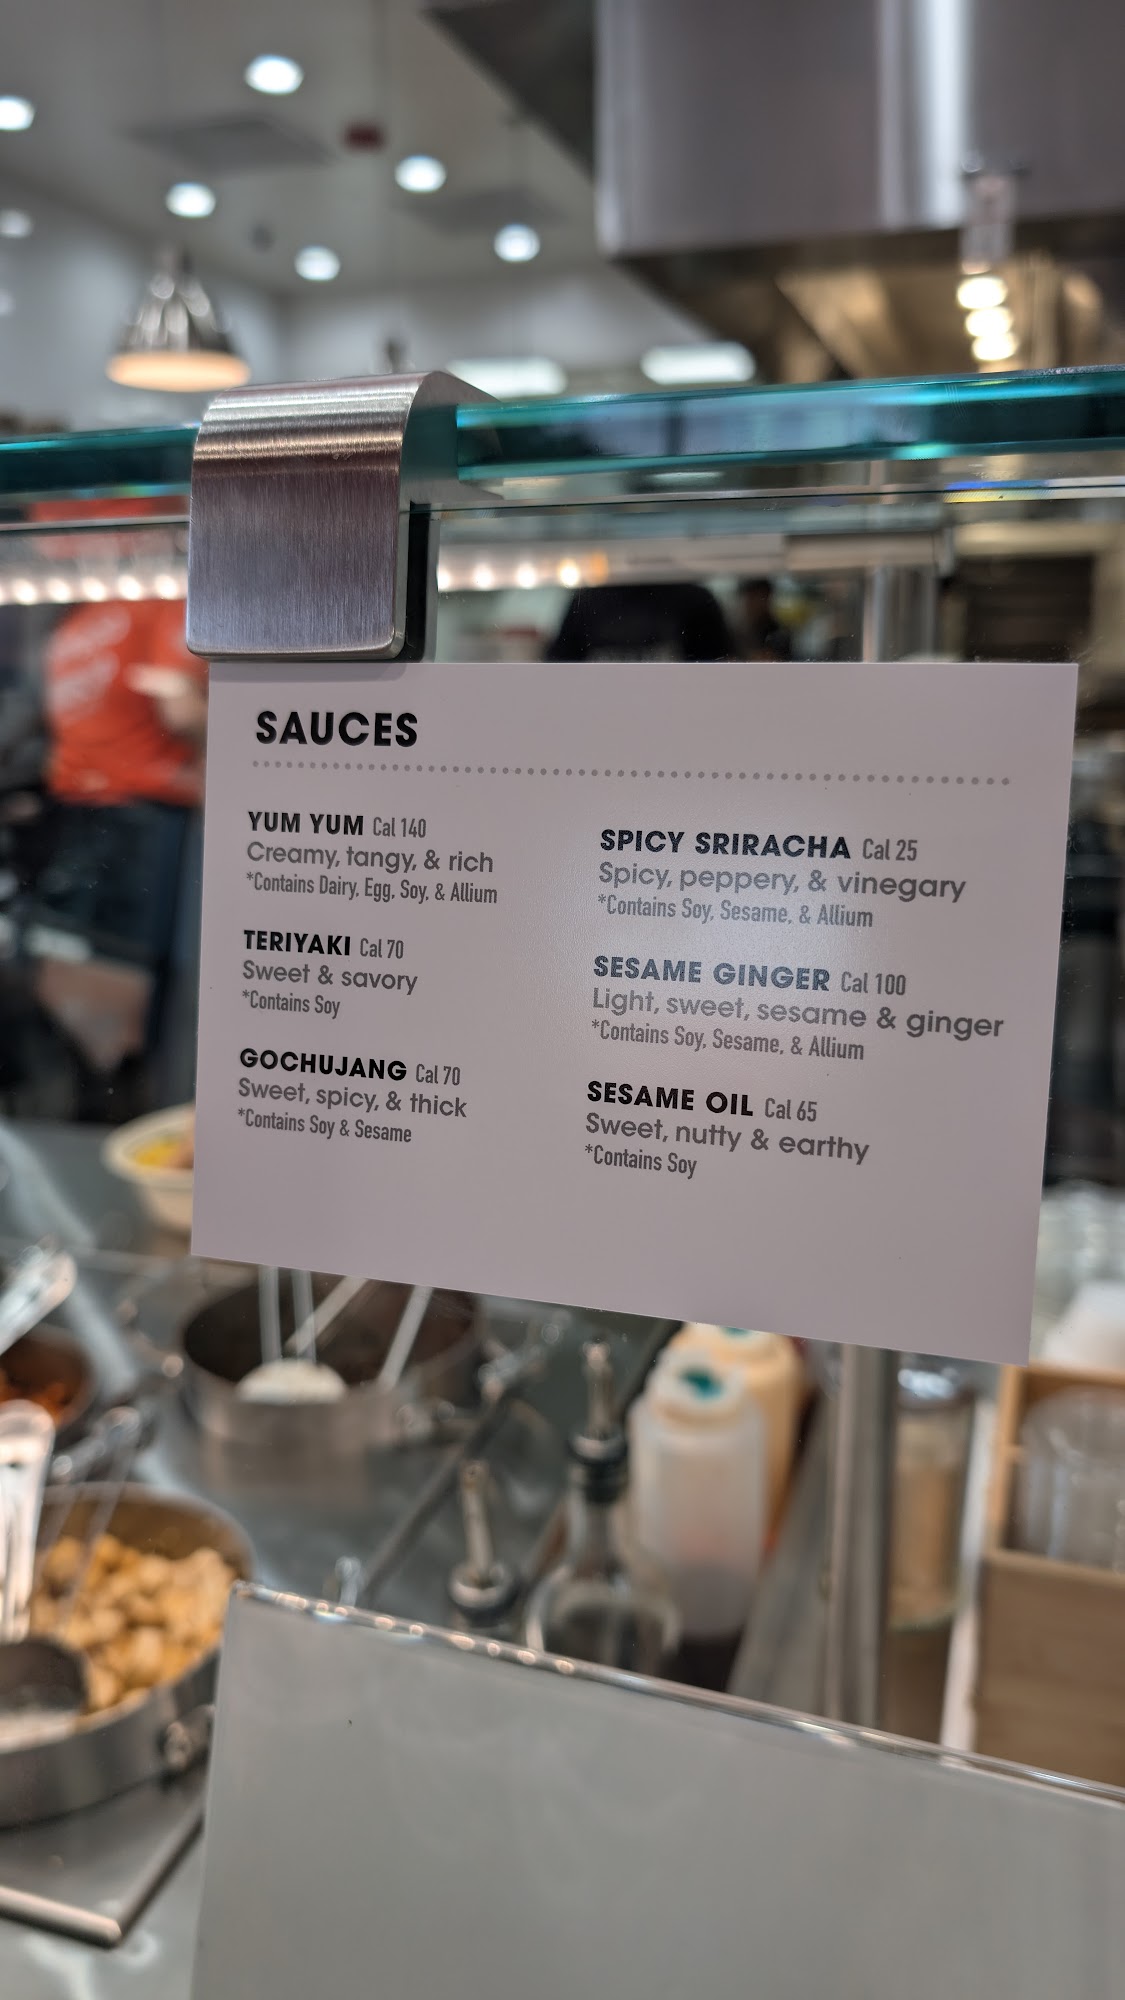 SAUCES
YUM YUM Cal 140
Creamy, tangy, & rich
*Contains Dairy, Egg, Soy, & Allium
TERIYAKI Cal 70
Sweet & savory
*Contains Soy
GOCHUJANG Cal 70
Sweet, spicy, & thick
*Contains Soy & Sesame
SPICY SRIRACHA Cal 25
Spicy, peppery, & vinegary
*Contains Soy, Sesame, & Allium
SESAME GINGER Cal 100
Light, sweet, sesame & ginger
*Contains Soy, Sesame, & Allium
SESAME OIL Cal 65
Sweet, nutty & earthy
*Contains Soy